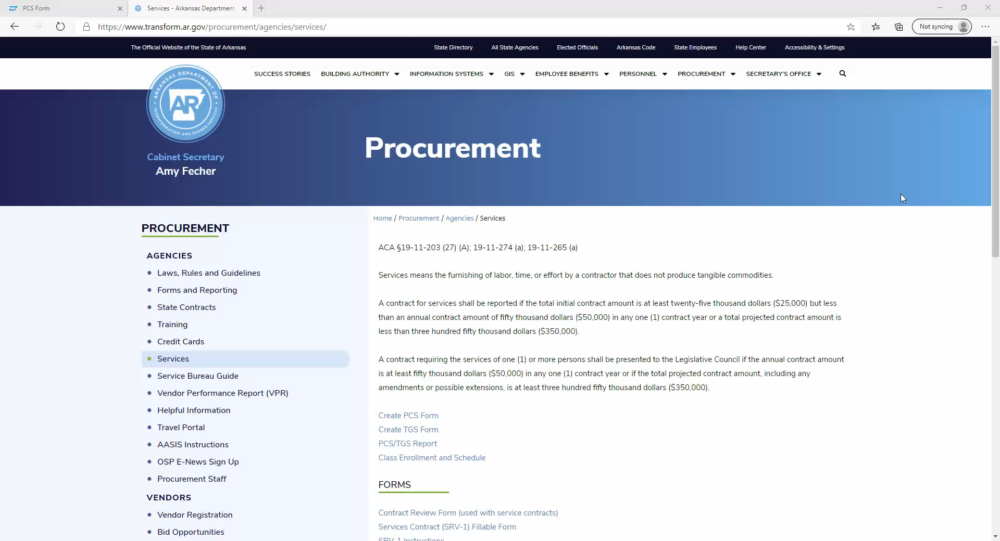 PCS Form
Services - Arkansas Department
https://www.transform.ar.gov/procurement/agencies/services/
Not syncing
The Official Website of the State of Arkansas
State Directory
All State Agencies
Elected Officials
Arkansas Code
State Employees
Help Center
Accessibility & Settings
SUCCESS STORIES
BUILDING AUTHORITY
INFORMATION SYSTEMS
GIS
EMPLOYEE BENEFITS
PERSONNEL
PROCUREMENT
SECRETARY'S OFFICE
ARKANSAS DEPARTMENT OF
AR
TRANSFORMATION AND SHARED SERVICES
Cabinet Secretary
Amy Fecher
Procurement
PROCUREMENT
AGENCIES
Laws, Rules and Guidelines
Forms and Reporting
State Contracts
Training
Credit Cards
Services
Service Bureau Guide
Vendor Performance Report (VPR)
Helpful Information
Travel Portal
AASIS Instructions
OSP E-News Sign Up
Procurement Staff
VENDORS
Vendor Registration
Bid Opportunities
Home / Procurement / Agencies / Services
ACA §19-11-203 (27) (A); 19-11-274 (a); 19-11-265 (a)
Services means the furnishing of labor, time, or effort by a contractor that does not produce tangible commodities.
A contract for services shall be reported if the total initial contract amount is at least twenty-five thousand dollars ($25,000) but less
than an annual contract amount of fifty thousand dollars ($50,000) in any one (1) contract year or a total projected contract amount is
less than three hundred fifty thousand dollars ($350,000).
A contract requiring the services of one (1) or more persons shall be presented to the Legislative Council if the annual contract amount
is at least fifty thousand dollars ($50,000) in any one (1) contract year or if the total projected contract amount, including any
amendments or possible extensions, is at least three hundred fifty thousand dollars ($350,000).
Create PCS Form
Create TGS Form
PCS/TGS Report
Class Enrollment and Schedule
FORMS
Contract Review Form (used with service contracts)
Services Contract (SRV-1) Fillable Form
SRV-1 Instructions